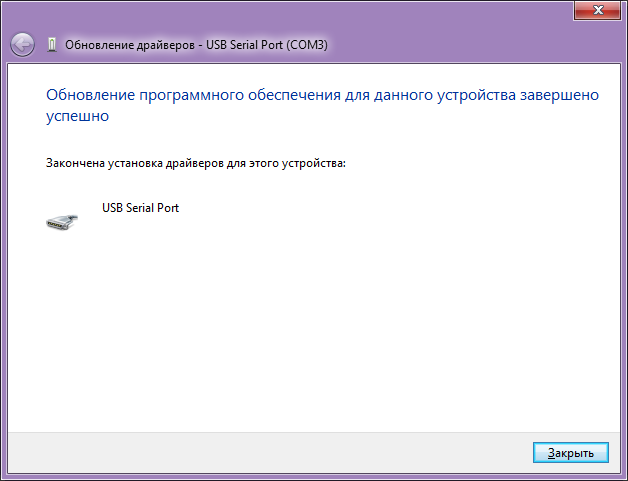 Обновление драйверов - USB Serial Port (COM3)
Обновление программного обеспечения для данного устройства завершено
успешно
Закончена установка драйверов для этого устройства:
USB Serial Port
Закрыть